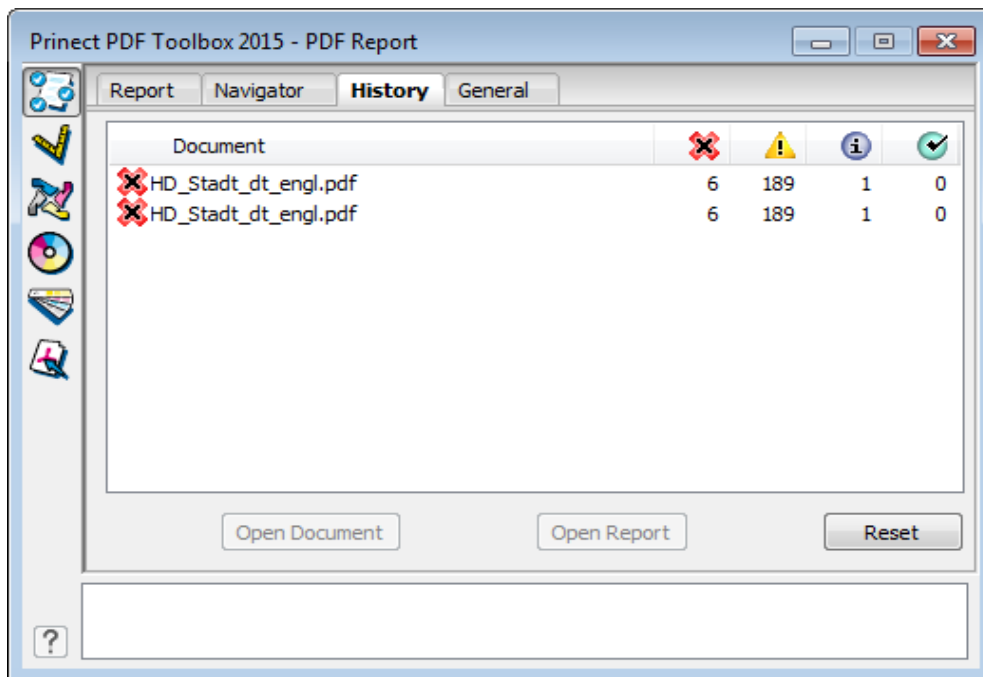 Prinect PDF Toolbox 2015 - PDF Report
Report Navigator History General
Document
HD_Stadt_dt_engl.pdf 6 189 1 0
HD_Stadt_dt_engl.pdf 6 189 1 0
Open Document Open Report Reset
?